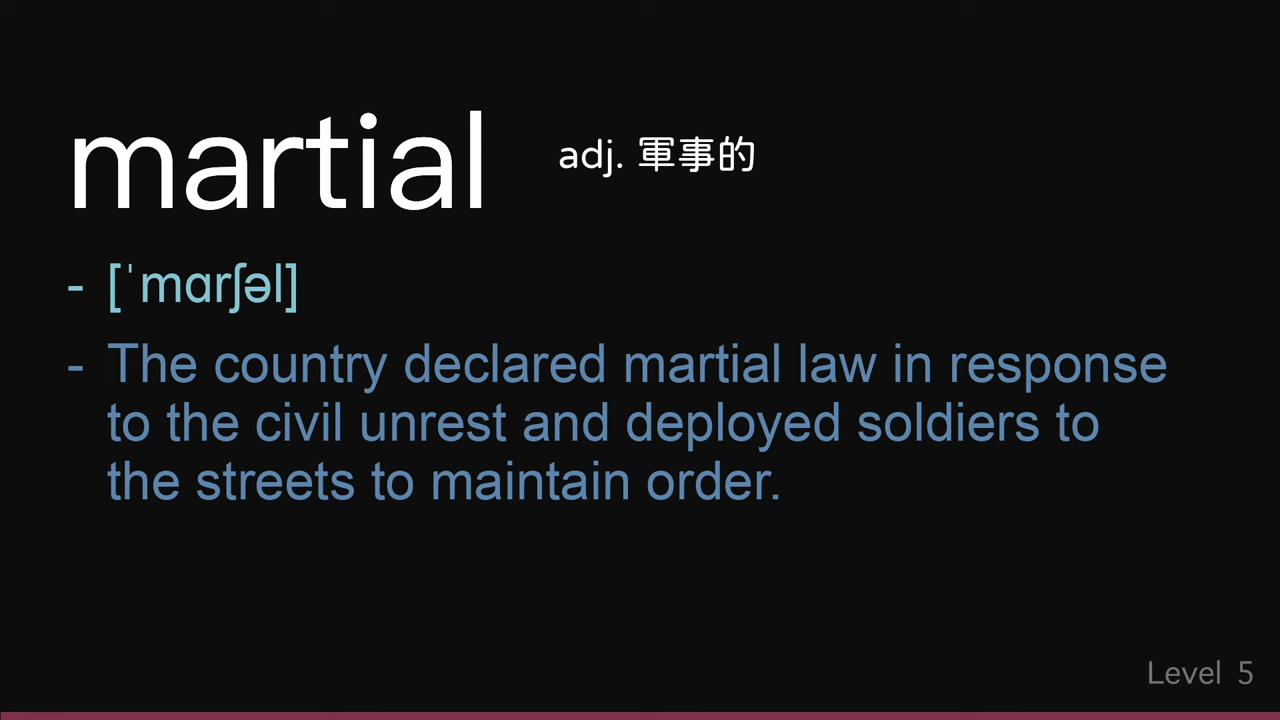 martial adj. 軍事的
- [ˈmɑrʃəl]
- The country declared martial law in response
to the civil unrest and deployed soldiers to
the streets to maintain order.
Level 5